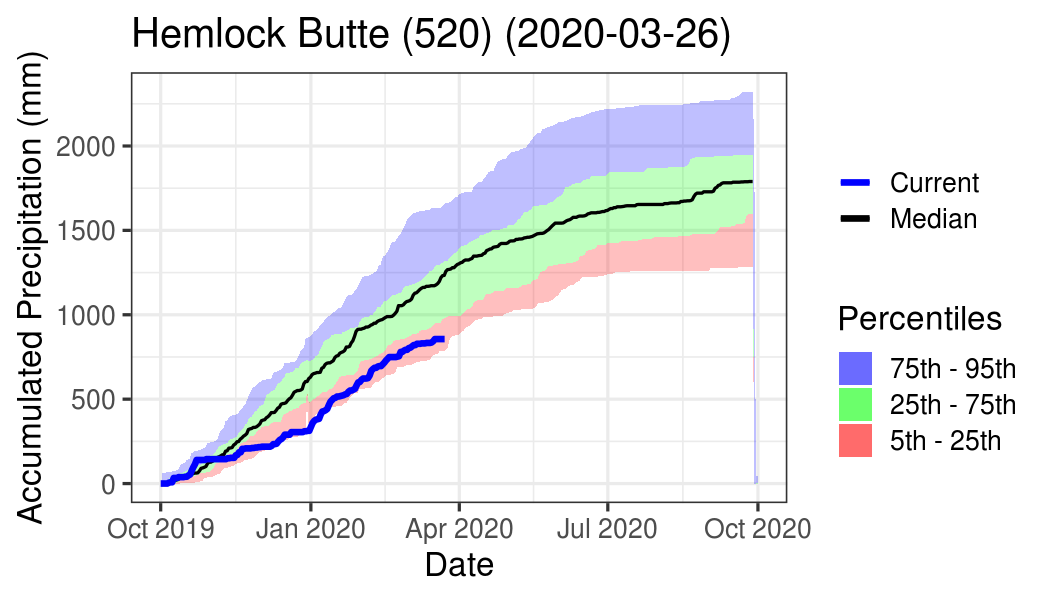 Hemlock Butte (520) (2020-03-26)
Accumulated Precipitation (mm)
2000
1500
1000
500
0
Oct 2019
Jan 2020
Apr 2020
Jul 2020
Oct 2020
Date
Current
Median
Percentiles
75th - 95th
25th - 75th
5th - 25th